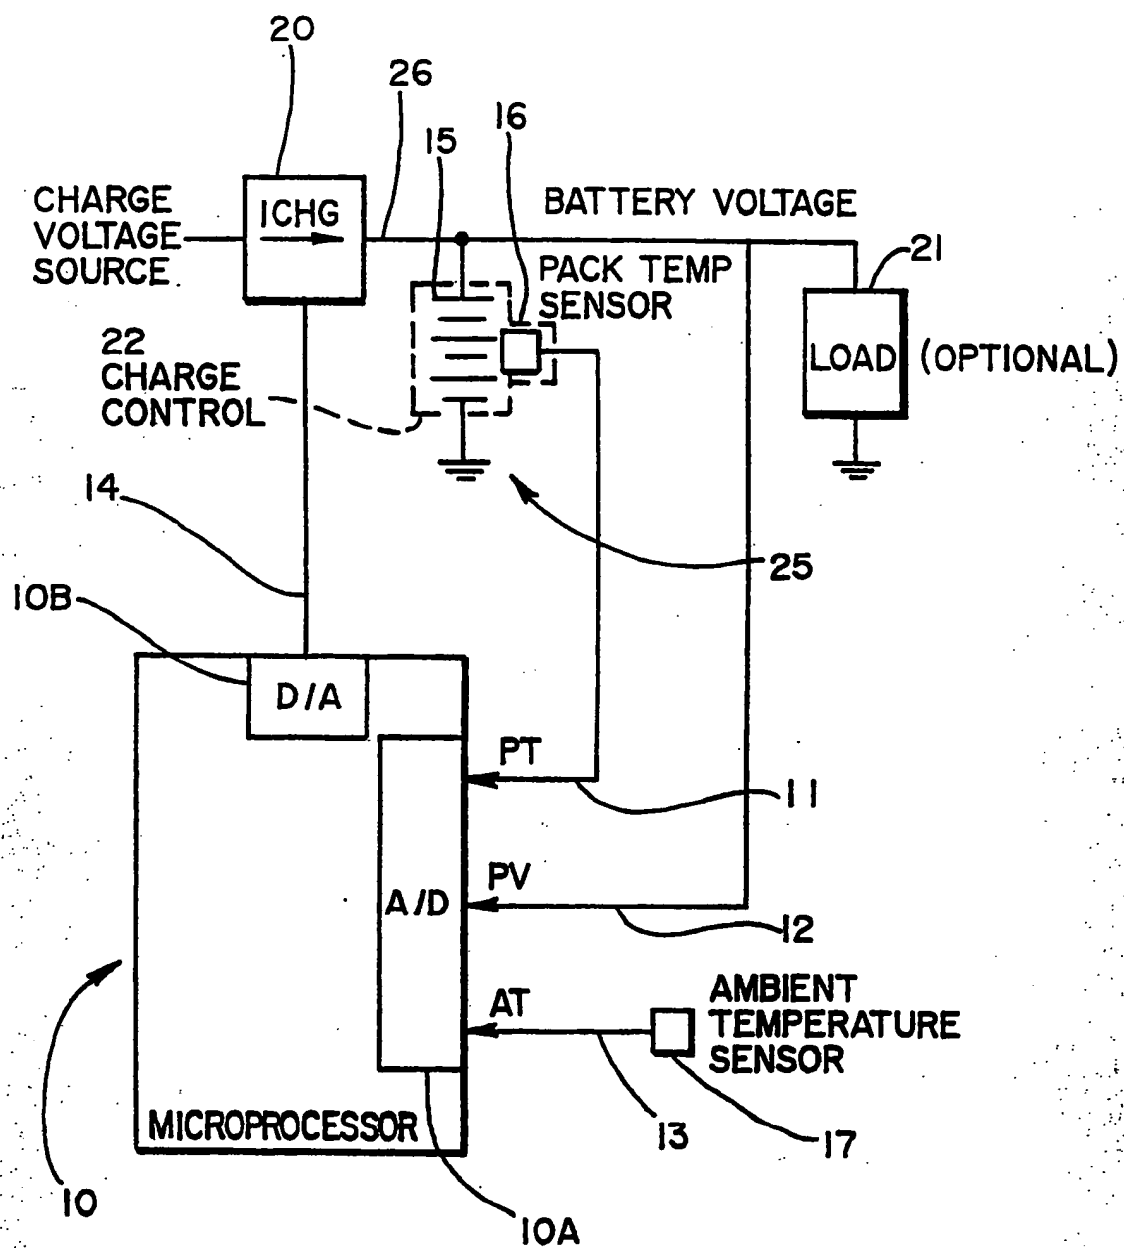 20
26
15
16
CHARGE
VOLTAGE
SOURCE
ICHG
BATTERY VOLTAGE
21
PACK TEMP
SENSOR
22
CHARGE
CONTROL
LOAD (OPTIONAL)
14
25
10B
D/A
PT
11
PV
A/D
12
AT
AMBIENT
TEMPERATURE
SENSOR
MICROPROCESSOR
13
17
10
10A